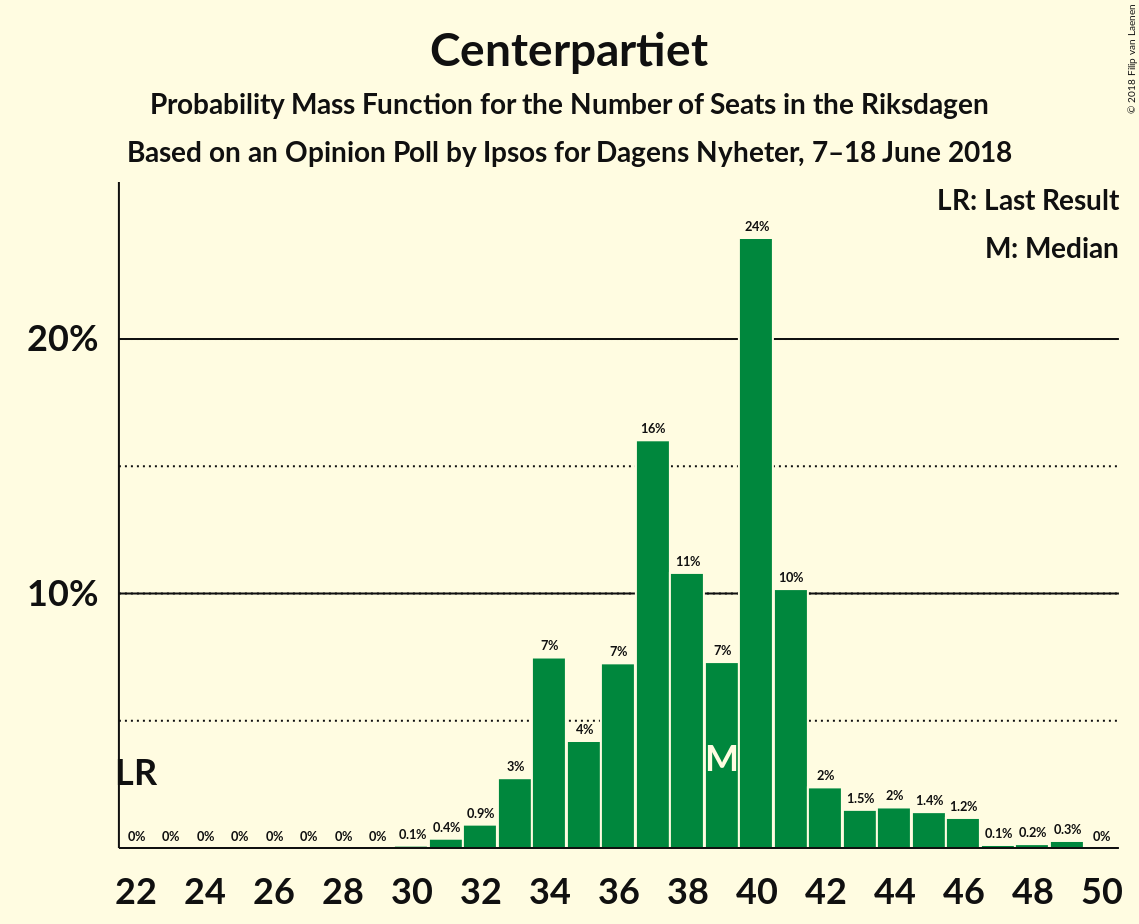 Centerpartiet
Probability Mass Function for the Number of Seats in the Riksdagen
Based on an Opinion Poll by Ipsos for Dagens Nyheter, 7–18 June 2018
© 2018 Filip van Laenen
LR: Last Result
M: Median
20%
10%
24%
16%
11%
10%
7%
7%
7%
4%
3%
2%
1.5%
2%
1.4%
1.2%
0.9%
0.4%
0.1%
0.1%
0.2%
0.3%
0%
0% 0% 0% 0% 0% 0% 0% 0%
LR
M
22 24 26 28 30 32 34 36 38 40 42 44 46 48 50